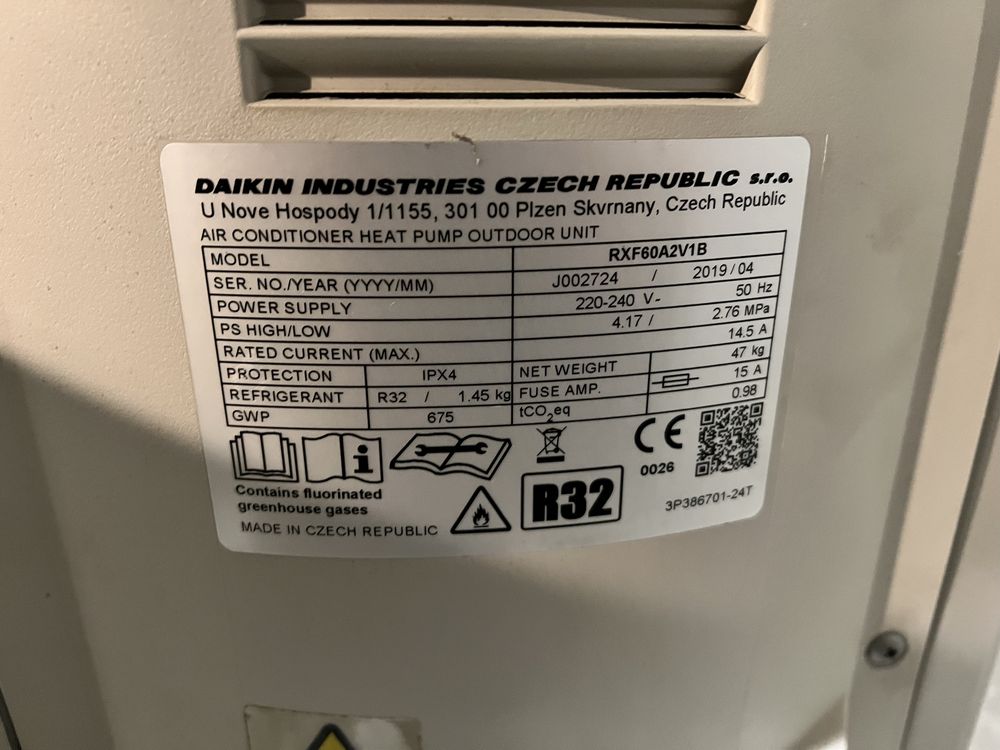 DAIKIN INDUSTRIES CZECH REPUBLIC s.r.o.
U Nove Hospody 1/1155, 301 00 Plzen Skvrnany, Czech Republic
AIR CONDITIONER HEAT PUMP OUTDOOR UNIT
MODEL RXF60A2V1B
SER. NO./YEAR (YYYY/MM) J002724 / 2019/04
POWER SUPPLY 220-240 V~ 50 Hz
PS HIGH/LOW 4.17 / 2.76 MPa
RATED CURRENT (MAX.) 14.5 A
PROTECTION IPX4 NET WEIGHT 47 kg
REFRIGERANT R32 / 1.45 kg FUSE AMP. 15 A
GWP 675 tCO2eq 0.98
CE
0026
Contains fluorinated
greenhouse gases
R32
3P386701-24T
MADE IN CZECH REPUBLIC